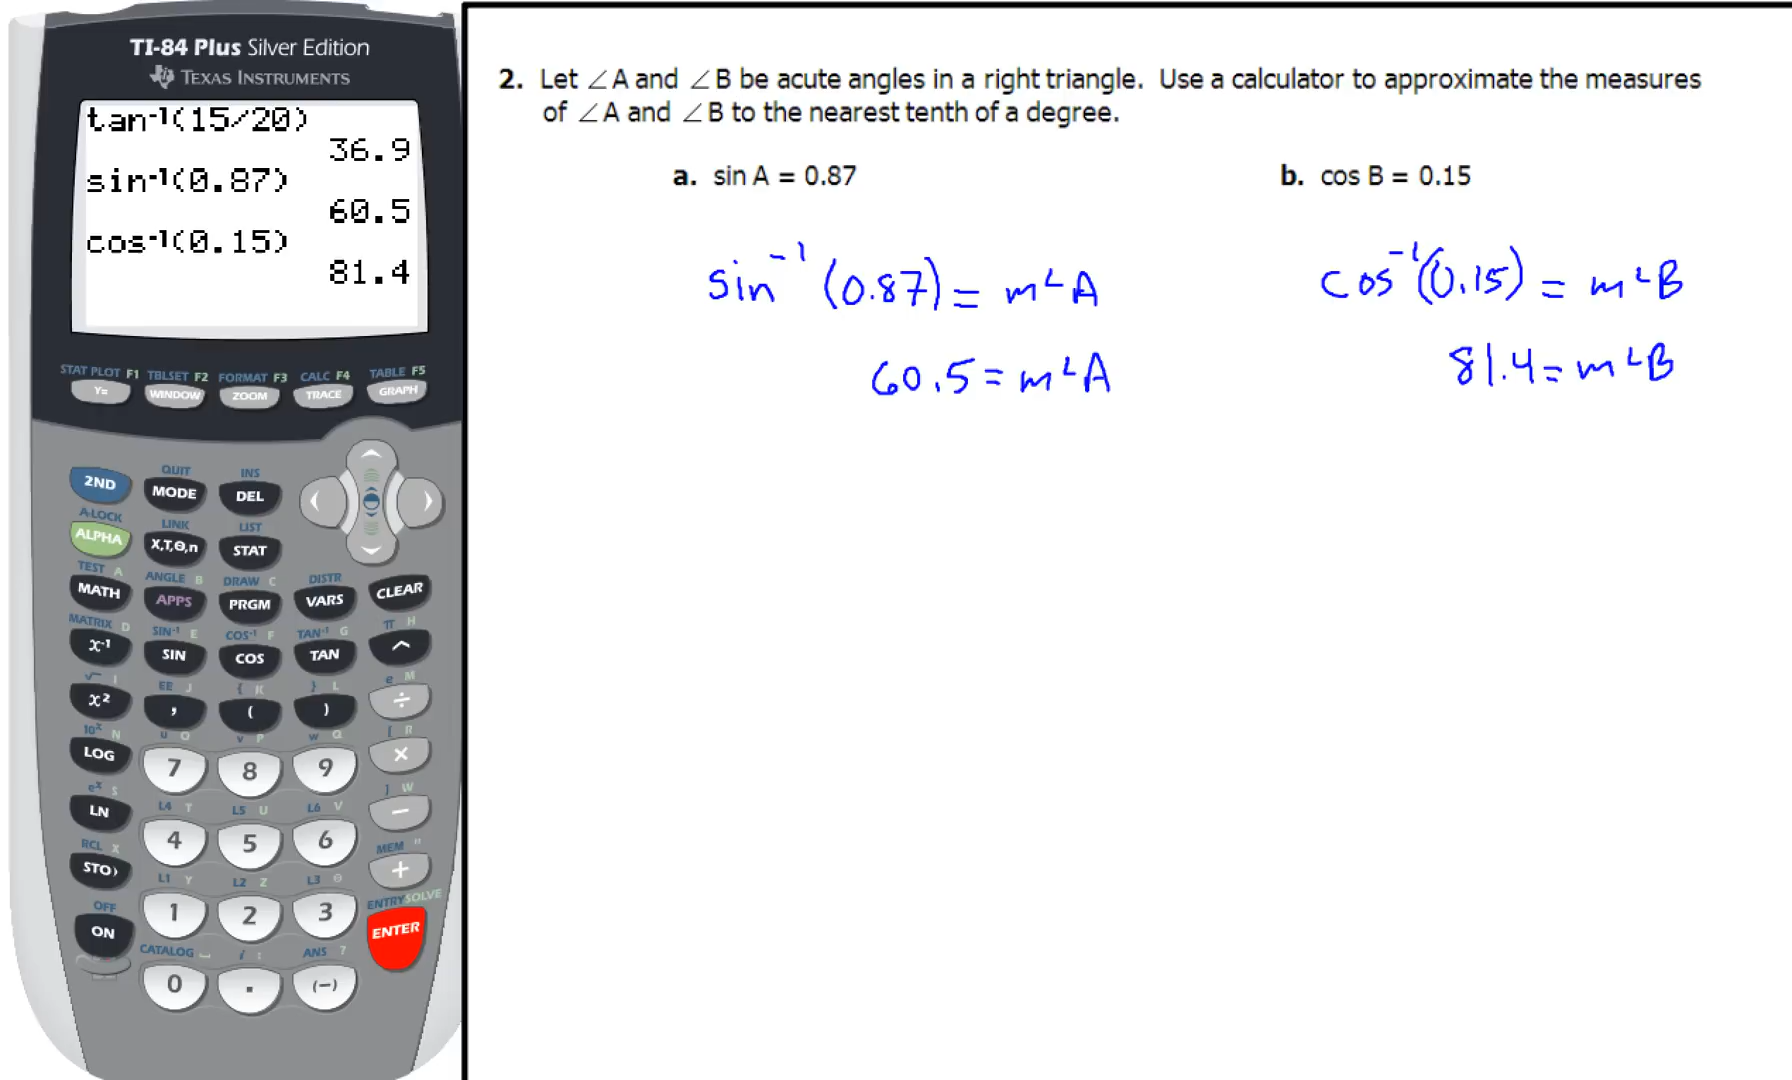 TI-84 Plus Silver Edition
TEXAS INSTRUMENTS
tan⁻¹(15/20)
36.9
sin⁻¹(0.87)
60.5
cos⁻¹(0.15)
81.4
STAT PLOT F1 TBLSET F2 FORMAT F3 CALC F4 TABLE F5
Y= WINDOW ZOOM TRACE GRAPH
QUIT INS
2ND MODE DEL
A-LOCK LINK LIST
ALPHA X,T,Θ,n STAT
TEST A ANGLE B DRAW C DISTR
MATH APPS PRGM VARS CLEAR
MATRIX D SIN⁻¹ E COS⁻¹ F TAN⁻¹ G π H
x⁻¹ SIN COS TAN ^
√ I EE J { K } L e M
x² , ( ) ÷
10ˣ N u O v P w Q [ R
LOG 7 8 9 ×
eˣ S L4 T L5 U L6 V ] W
LN 4 5 6 −
RCL X L1 Y L2 Z L3 Θ MEM "
STO› 1 2 3 +
OFF CATALOG i : ANS ? ENTRY SOLVE
ON 0 . (−) ENTER
2. Let ∠A and ∠B be acute angles in a right triangle. Use a calculator to approximate the measures
of ∠A and ∠B to the nearest tenth of a degree.
a. sin A = 0.87
b. cos B = 0.15
sin⁻¹(0.87) = m∠A
60.5 = m∠A
cos⁻¹(0.15) = m∠B
81.4 = m∠B